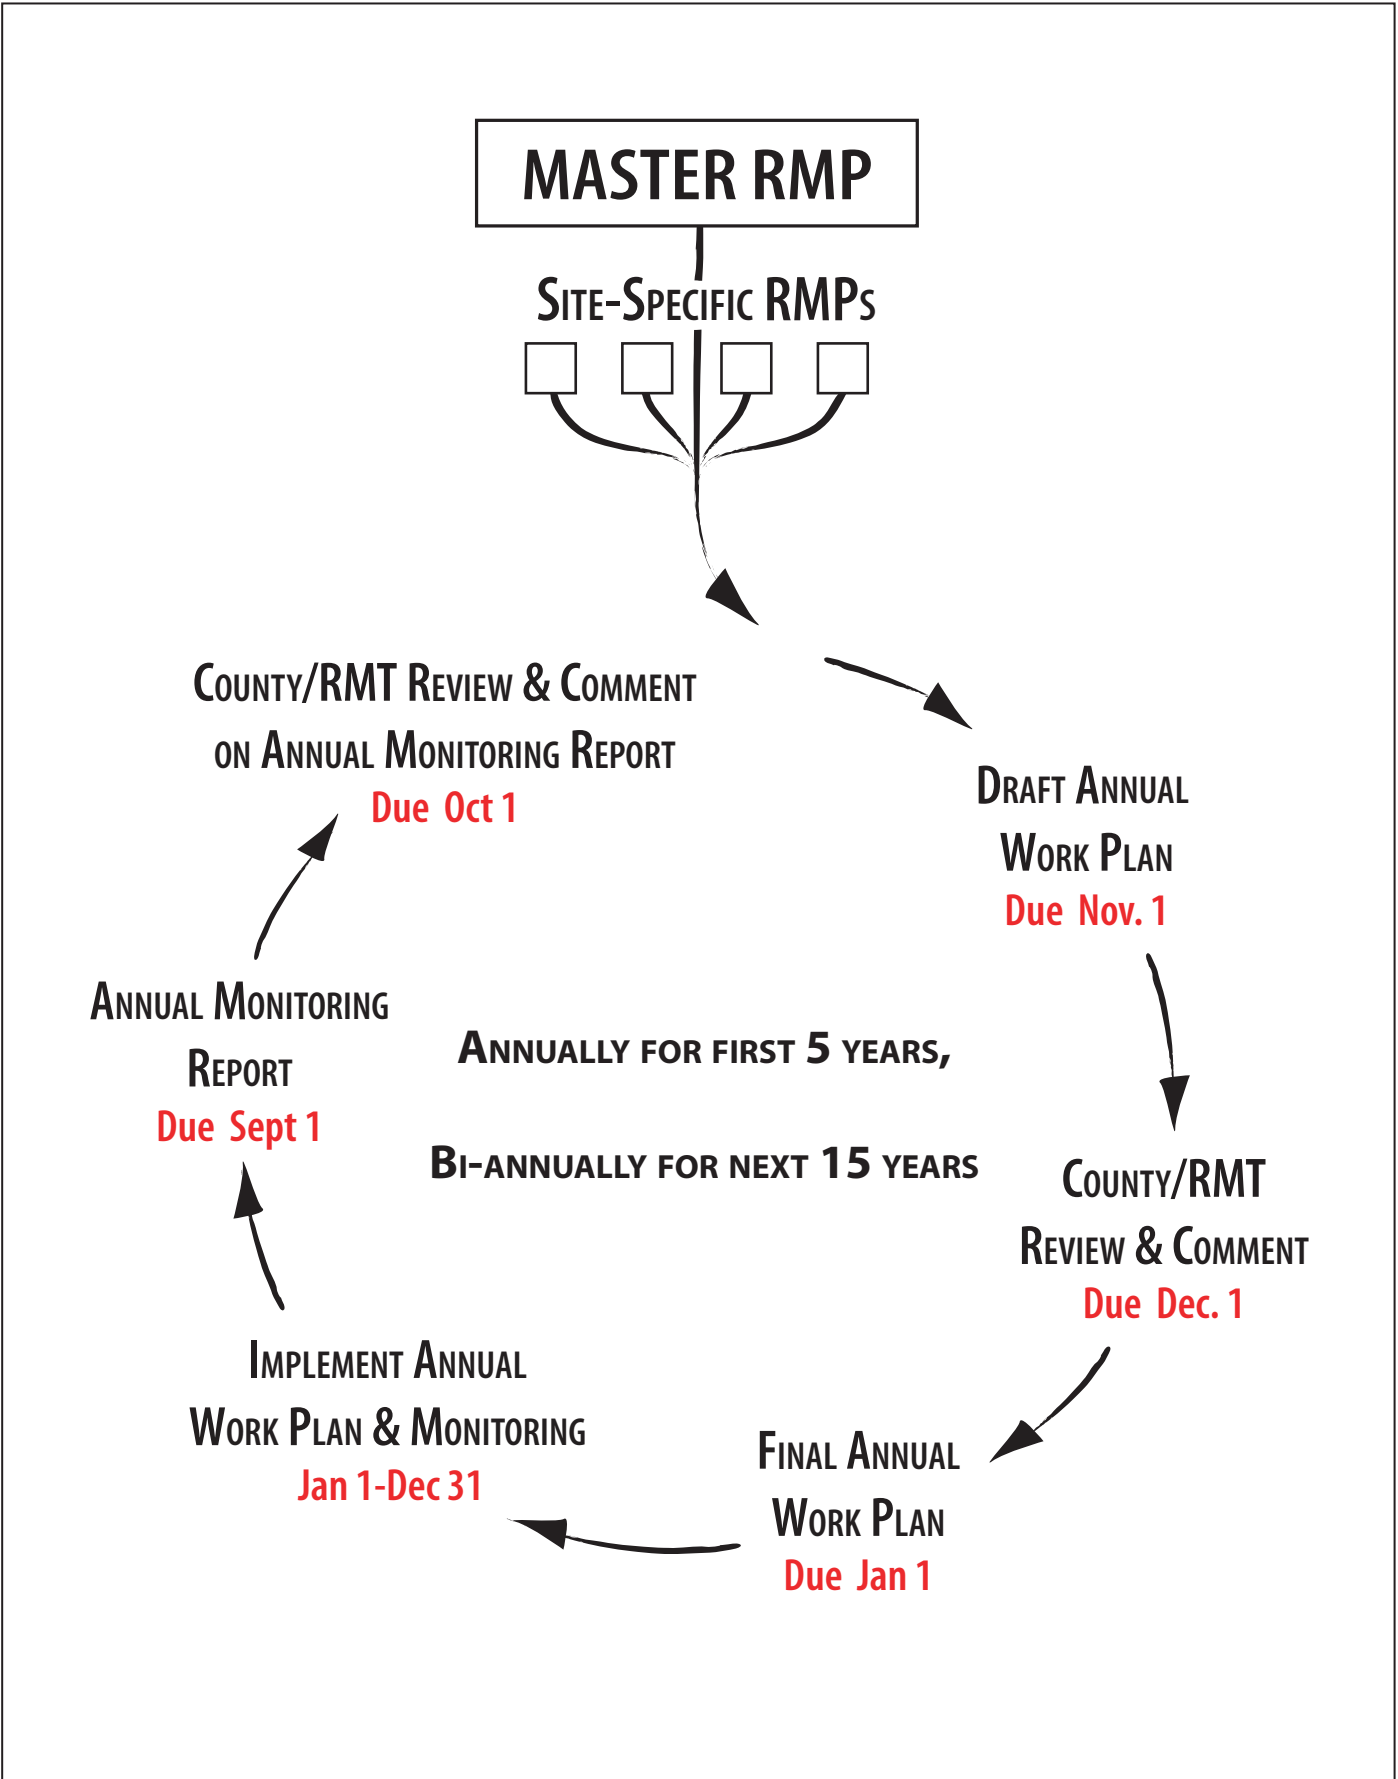 MASTER RMP
Site-Specific RMPs
County/RMT Review & Comment
on Annual Monitoring Report
Due Oct 1
Draft Annual
Work Plan
Due Nov. 1
County/RMT
Review & Comment
Due Dec. 1
Final Annual
Work Plan
Due Jan 1
Implement Annual
Work Plan & Monitoring
Jan 1-Dec 31
Annual Monitoring
Report
Due Sept 1
Annually for first 5 years,
Bi-annually for next 15 years